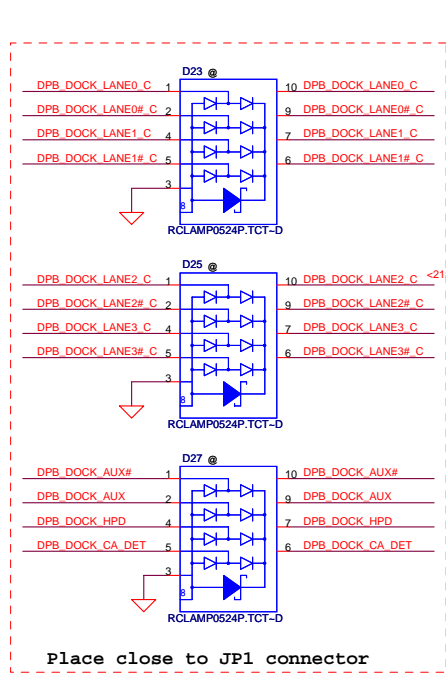 D23 @
DPB_DOCK_LANE0_C 1 10 DPB_DOCK_LANE0_C
DPB_DOCK_LANE0#_C 2 9 DPB_DOCK_LANE0#_C
DPB_DOCK_LANE1_C 4 7 DPB_DOCK_LANE1_C
DPB_DOCK_LANE1#_C 5 6 DPB_DOCK_LANE1#_C
3
8
RCLAMP0524P.TCT~D
D25 @
DPB_DOCK_LANE2_C 1 10 DPB_DOCK_LANE2_C <21
DPB_DOCK_LANE2#_C 2 9 DPB_DOCK_LANE2#_C
DPB_DOCK_LANE3_C 4 7 DPB_DOCK_LANE3_C
DPB_DOCK_LANE3#_C 5 6 DPB_DOCK_LANE3#_C
3
8
RCLAMP0524P.TCT~D
D27 @
DPB_DOCK_AUX# 1 10 DPB_DOCK_AUX#
DPB_DOCK_AUX 2 9 DPB_DOCK_AUX
DPB_DOCK_HPD 4 7 DPB_DOCK_HPD
DPB_DOCK_CA_DET 5 6 DPB_DOCK_CA_DET
3
8
RCLAMP0524P.TCT~D
Place close to JP1 connector